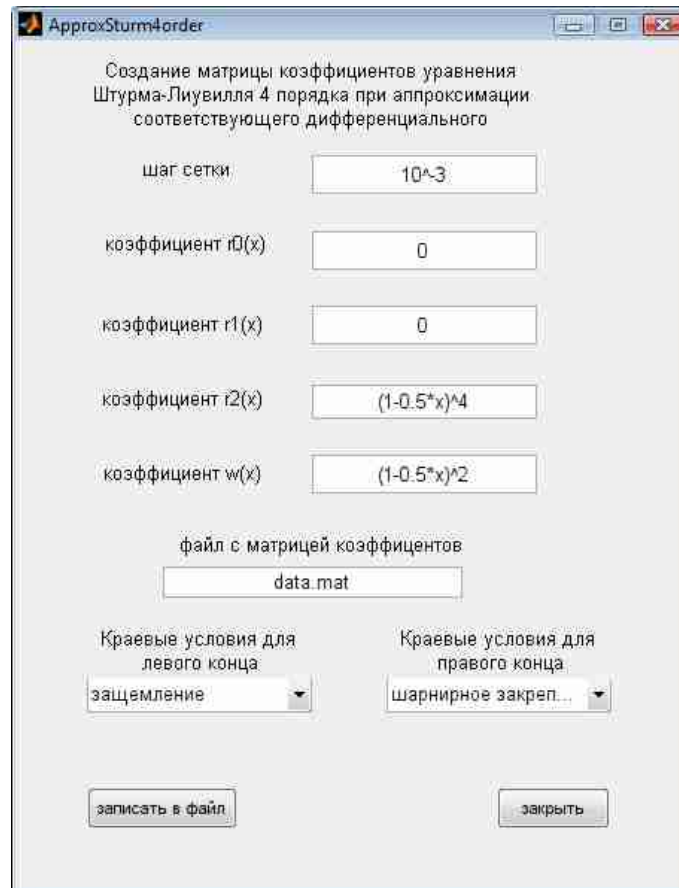 ApproxSturm4order
Создание матрицы коэффициентов уравнения
Штурма-Лиувилля 4 порядка при аппроксимации
соответствующего дифференциального
шаг сетки
10^-3
коэффициент r0(x)
0
коэффициент r1(x)
0
коэффициент r2(x)
(1-0.5*x)^4
коэффициент w(x)
(1-0.5*x)^2
файл с матрицей коэффицентов
data.mat
Краевые условия для
левого конца
защемление
Краевые условия для
правого конца
шарнирное закреп...
записать в файл
закрыть